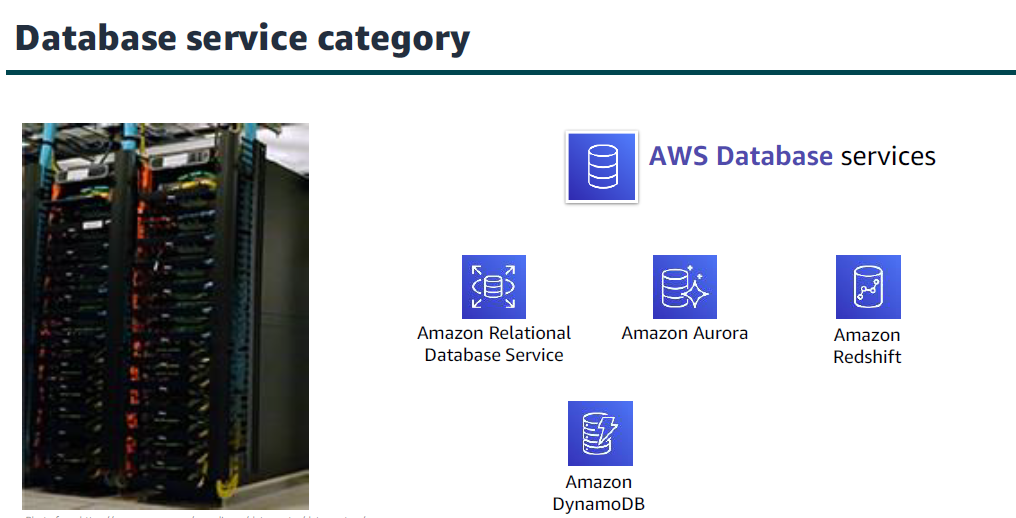 Database service category
AWS Database services
Amazon Relational
Database Service
Amazon Aurora
Amazon
Redshift
Amazon
DynamoDB